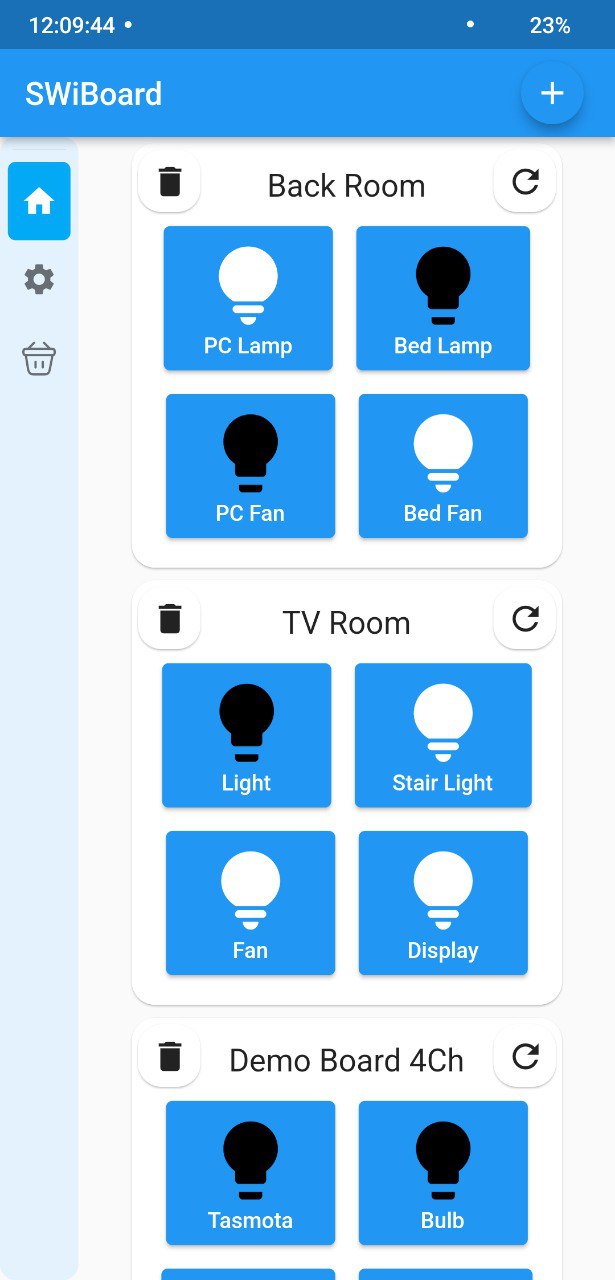 12:09:44 • • 23%
SWiBoard
Back Room
PC Lamp Bed Lamp
PC Fan Bed Fan
TV Room
Light Stair Light
Fan Display
Demo Board 4Ch
Tasmota Bulb